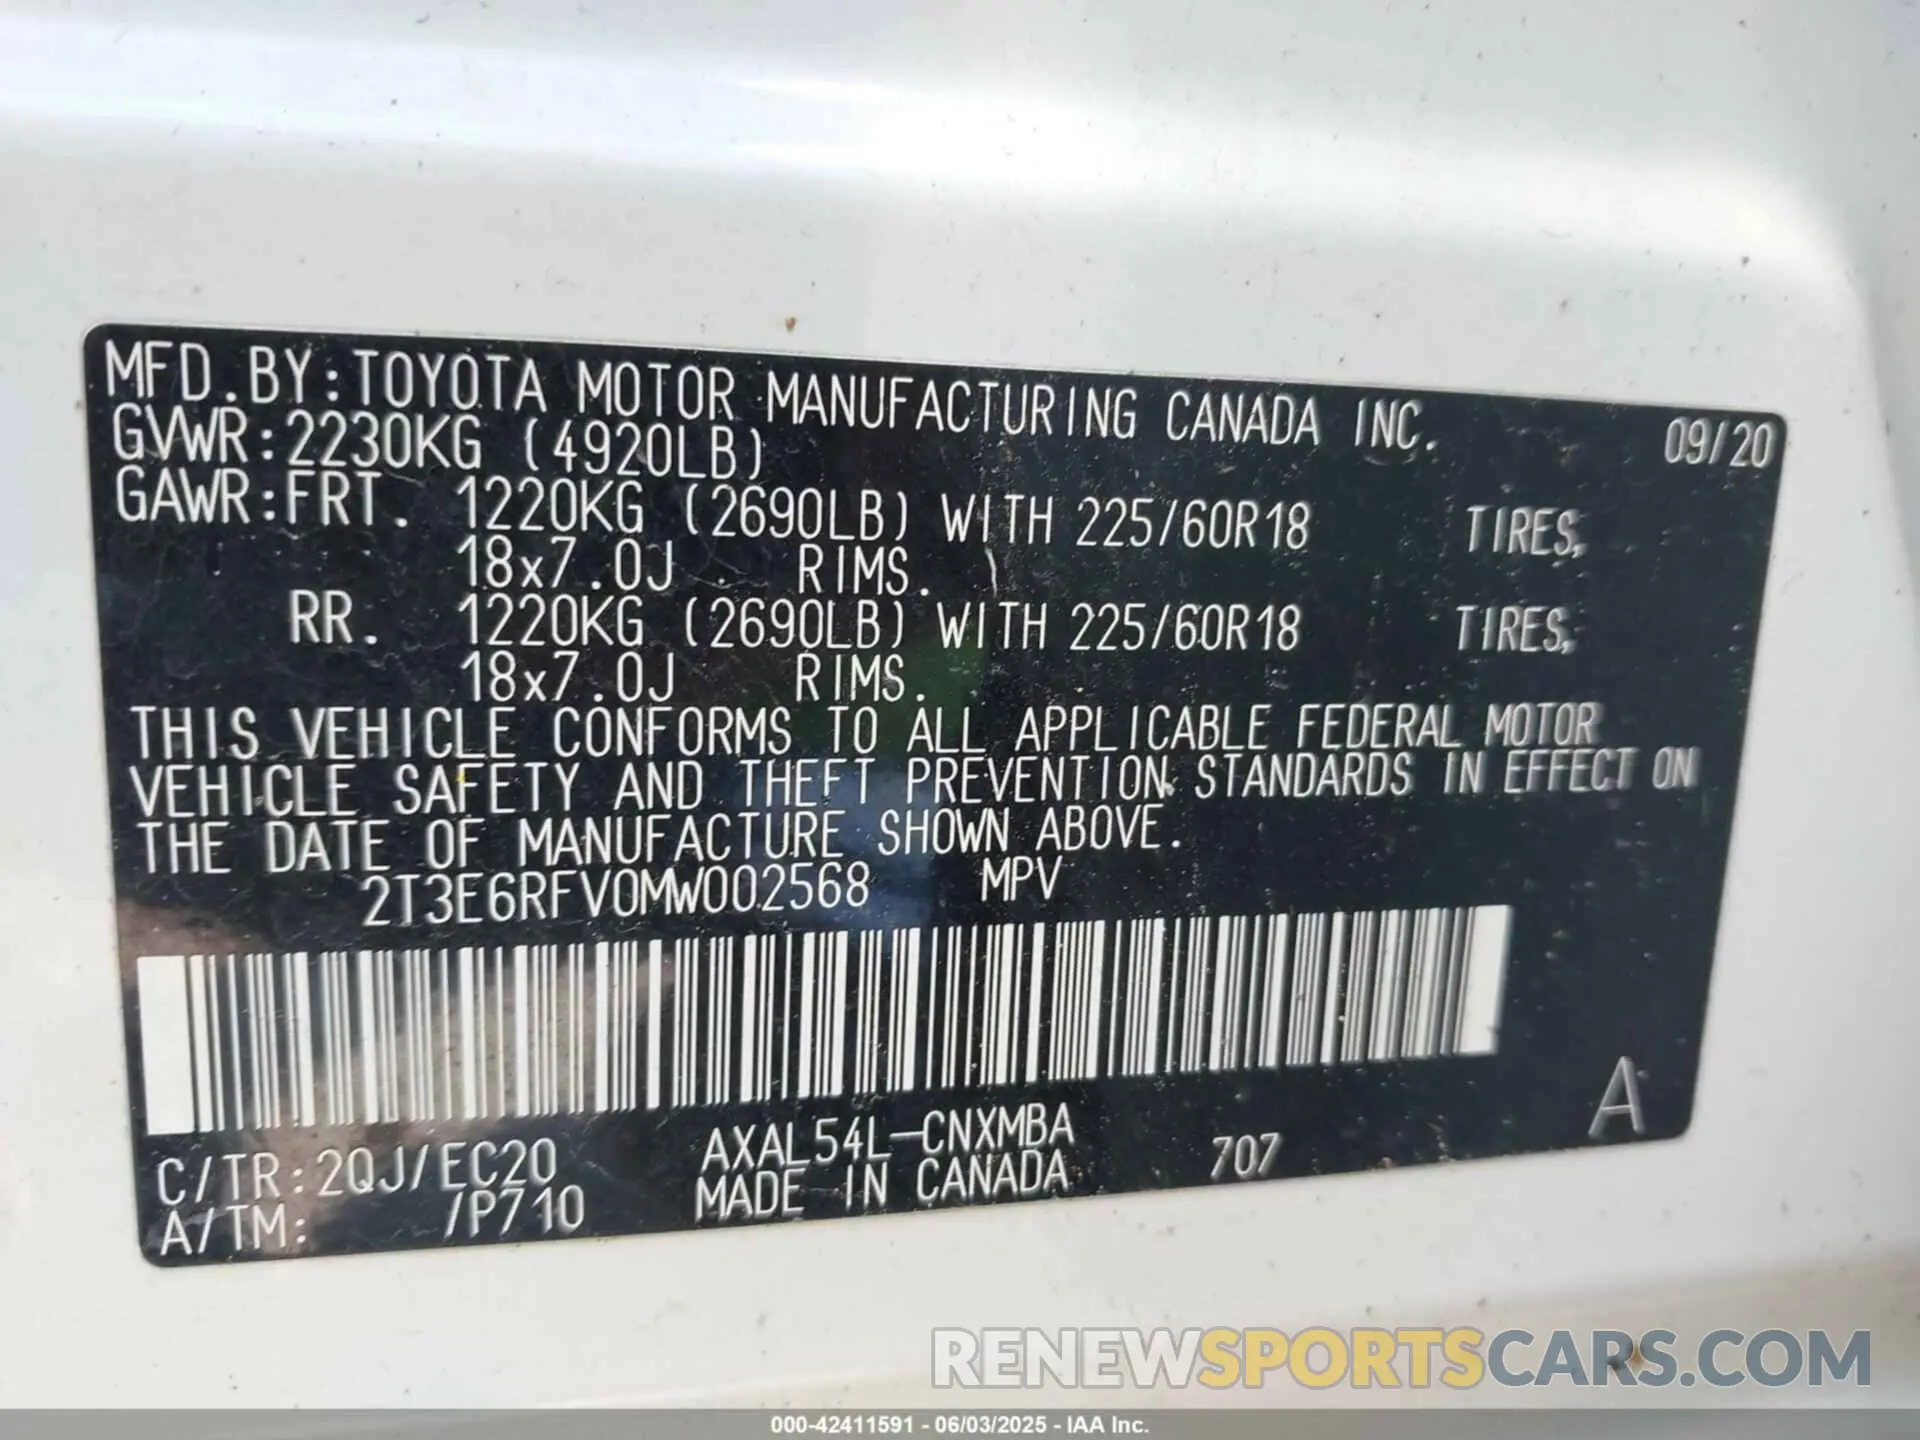 MFD.BY:TOYOTA MOTOR MANUFACTURING CANADA INC. 09/20
GVWR:2230KG (4920LB)
GAWR:FRT. 1220KG (2690LB) WITH 225/60R18 TIRES,
18x7.0J RIMS.
RR. 1220KG (2690LB) WITH 225/60R18 TIRES,
18x7.0J RIMS.
THIS VEHICLE CONFORMS TO ALL APPLICABLE FEDERAL MOTOR
VEHICLE SAFETY AND THEFT PREVENTION STANDARDS IN EFFECT ON
THE DATE OF MANUFACTURE SHOWN ABOVE.
2T3E6RFV0MW002568 MPV
A
C/TR:2QJ/EC20 AXAL54L-CNXMBA 707
A/TM: /P710 MADE IN CANADA
RENEWSPORTSCARS.COM
000-42411591 - 06/03/2025 - IAA Inc.